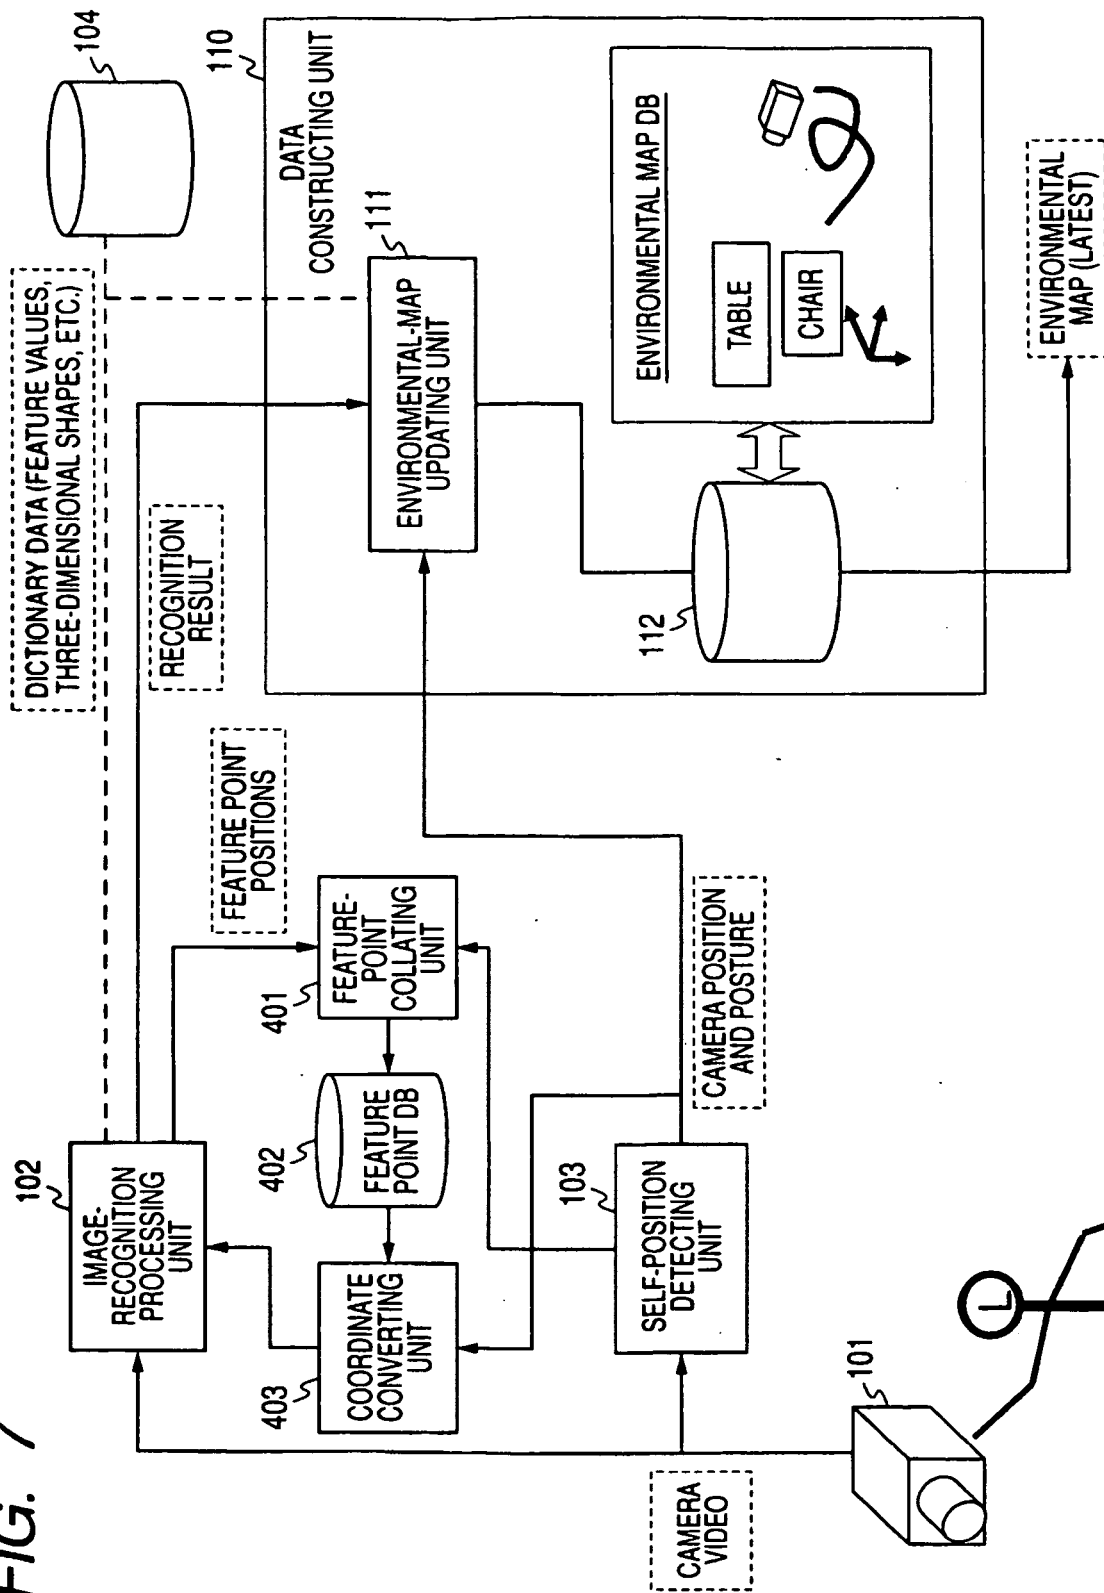 FIG. 7
DICTIONARY DATA (FEATURE VALUES,
THREE-DIMENSIONAL SHAPES, ETC.)
104
RECOGNITION
RESULT
102
IMAGE-
RECOGNITION
PROCESSING
UNIT
FEATURE POINT
POSITIONS
110
DATA
CONSTRUCTING UNIT
111
ENVIRONMENTAL-MAP
UPDATING UNIT
403
COORDINATE
CONVERTING
UNIT
402
FEATURE
POINT DB
401
FEATURE-
POINT
COLLATING
UNIT
103
SELF-POSITION
DETECTING
UNIT
CAMERA POSITION
AND POSTURE
112
ENVIRONMENTAL MAP DB
TABLE
CHAIR
CAMERA
VIDEO
101
L
ENVIRONMENTAL
MAP (LATEST)